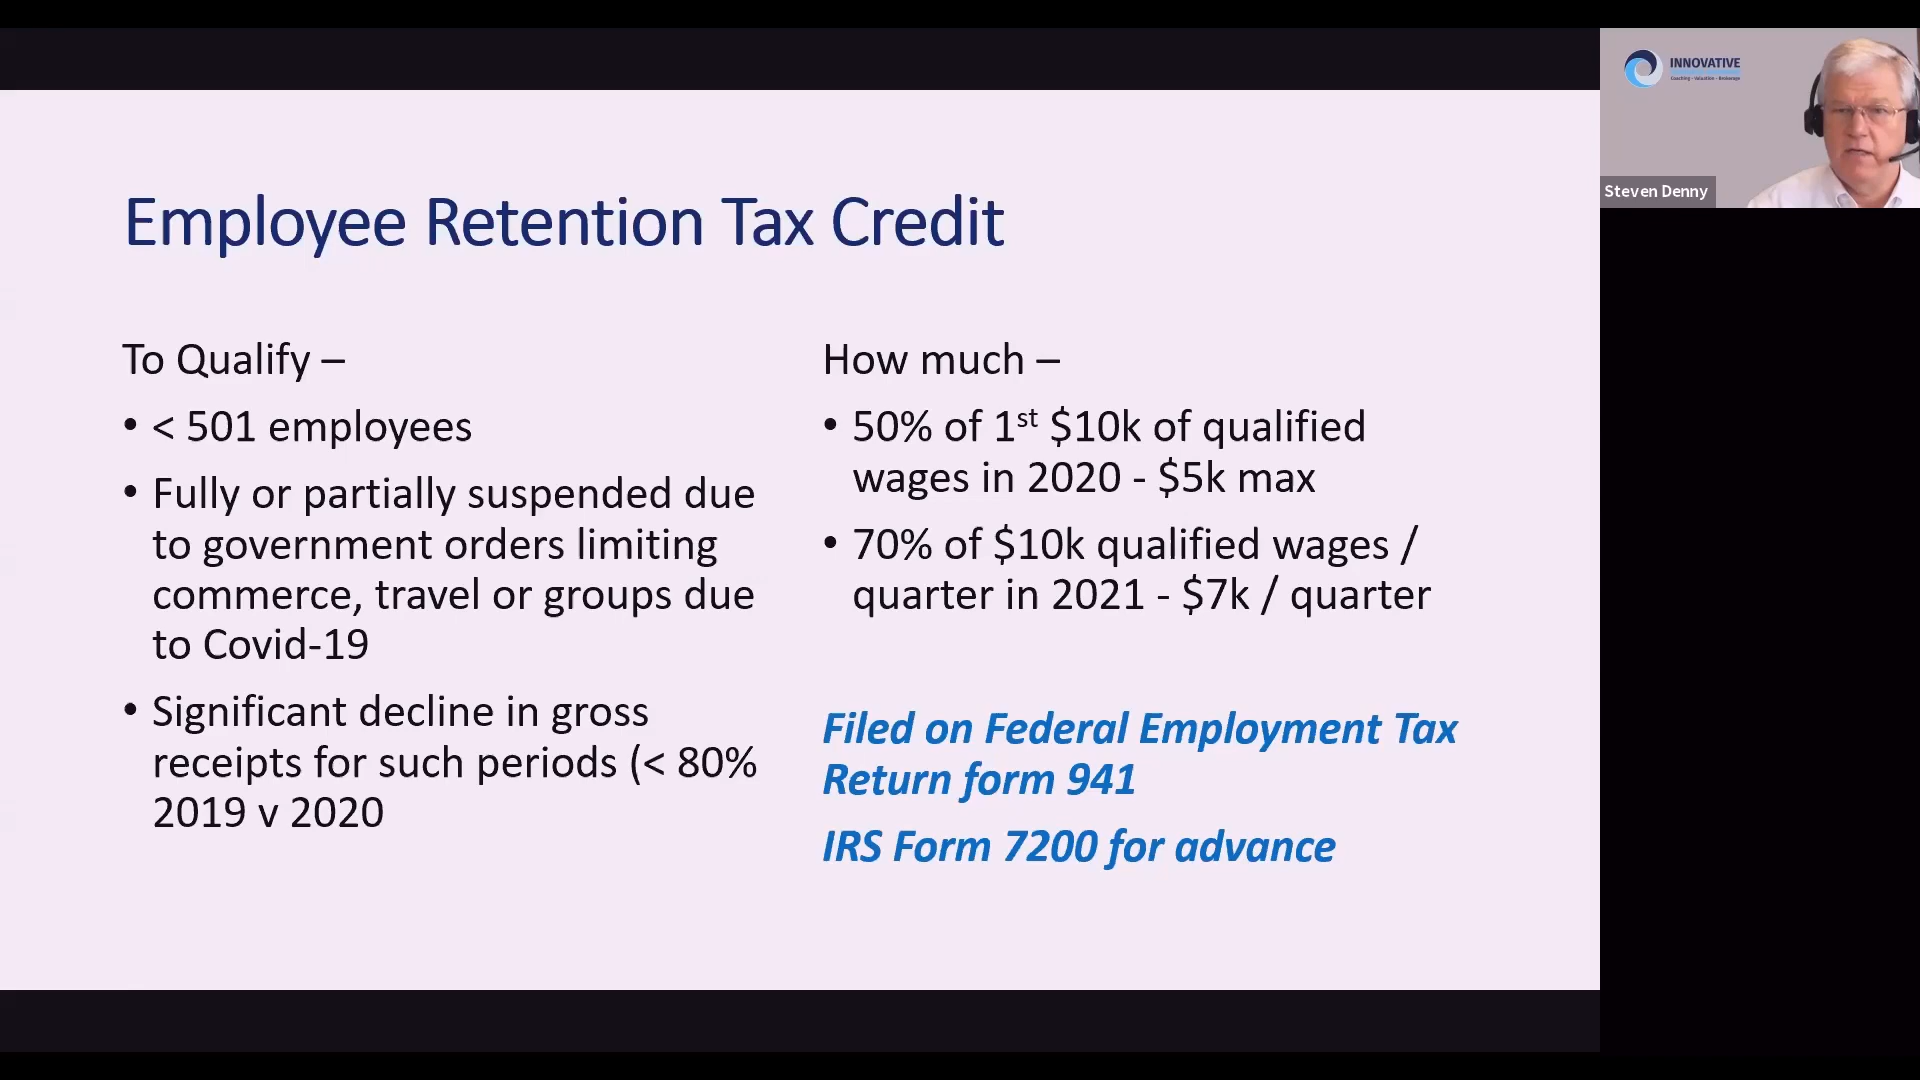 Employee Retention Tax Credit
To Qualify –
• < 501 employees
• Fully or partially suspended due
to government orders limiting
commerce, travel or groups due
to Covid-19
• Significant decline in gross
receipts for such periods (< 80%
2019 v 2020
How much –
• 50% of 1st $10k of qualified
wages in 2020 - $5k max
• 70% of $10k qualified wages /
quarter in 2021 - $7k / quarter
Filed on Federal Employment Tax
Return form 941
IRS Form 7200 for advance
INNOVATIVE
Coaching - Valuation - Brokerage
Steven Denny